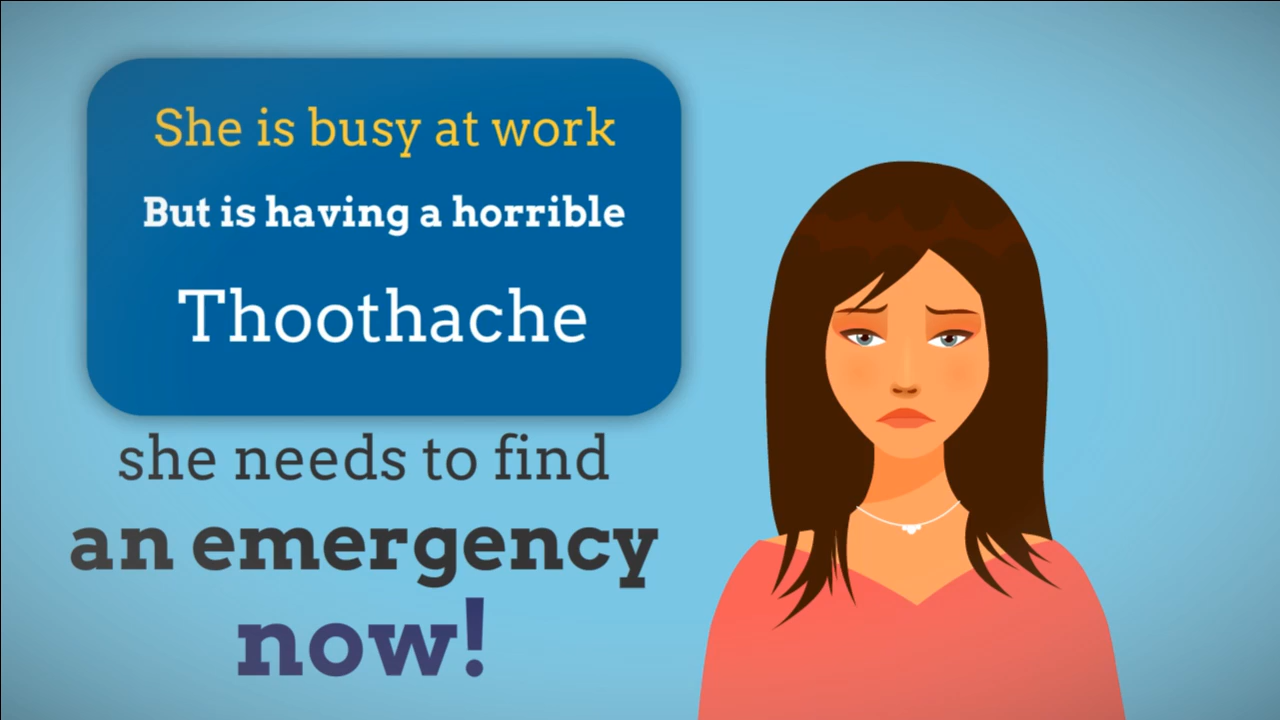 She is busy at work
But is having a horrible
Thoothache
she needs to find
an emergency
now!